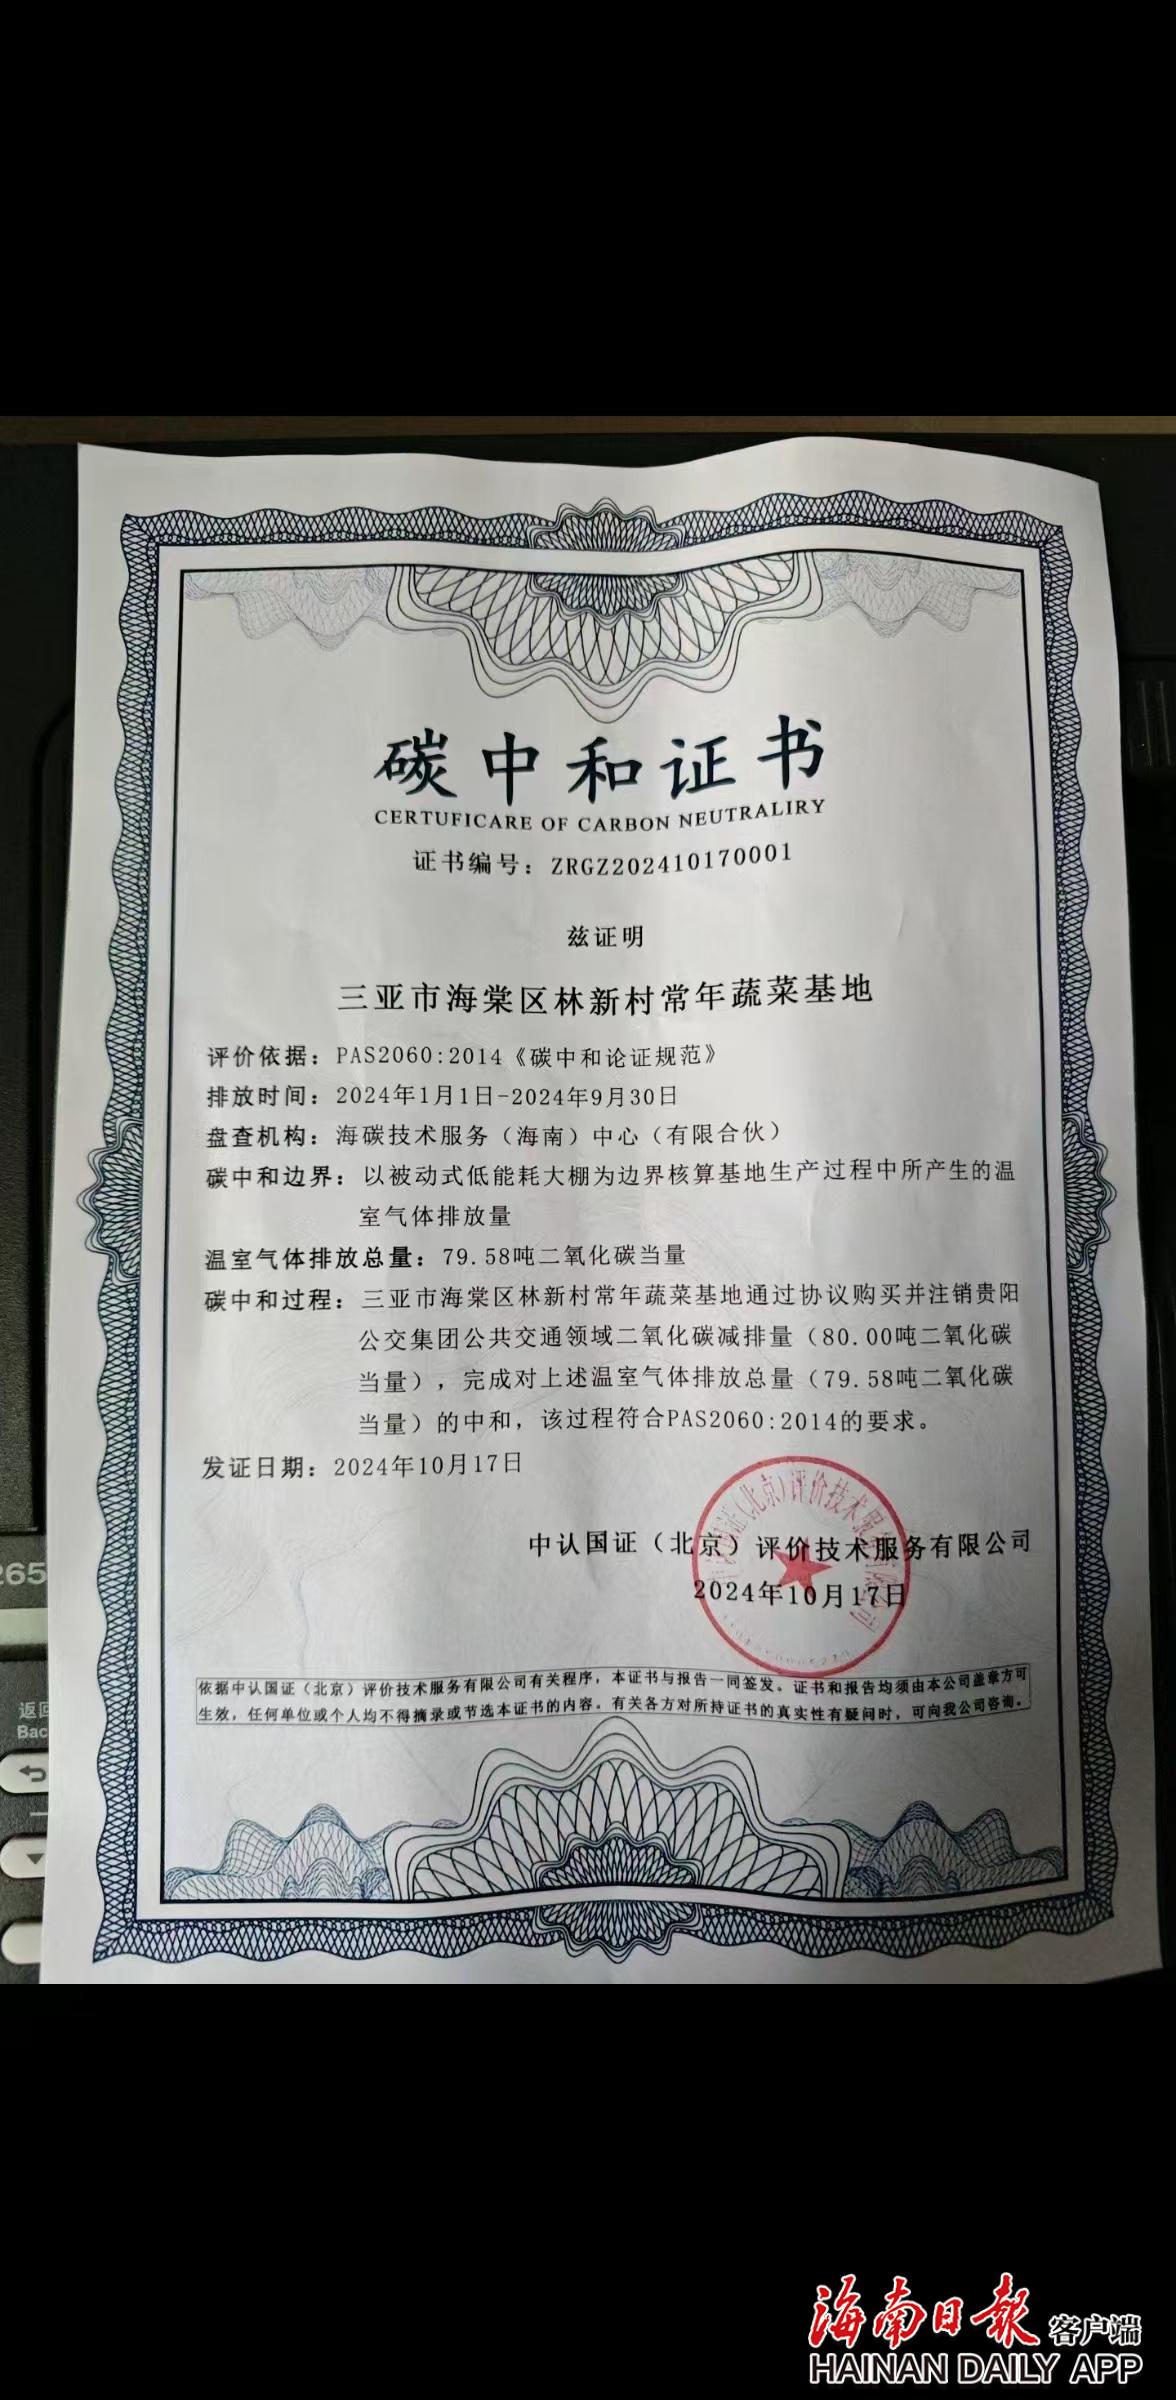 碳中和证书
CERTUFICARE OF CARBON NEUTRALIRY
证书编号：ZRGZ202410170001
兹证明
三亚市海棠区林新村常年蔬菜基地
评价依据：PAS2060:2014《碳中和论证规范》
排放时间：2024年1月1日-2024年9月30日
盘查机构：海碳技术服务（海南）中心（有限合伙）
碳中和边界：以被动式低能耗大棚为边界核算基地生产过程中所产生的温
室气体排放量
温室气体排放总量：79.58吨二氧化碳当量
碳中和过程：三亚市海棠区林新村常年蔬菜基地通过协议购买并注销贵阳
公交集团公共交通领域二氧化碳减排量（80.00吨二氧化碳
当量），完成对上述温室气体排放总量（79.58吨二氧化碳
当量）的中和，该过程符合PAS2060:2014的要求。
发证日期：2024年10月17日
中认国证（北京）评价技术服务有限公司
2024年10月17日
依据中认国证（北京）评价技术服务有限公司有关程序，本证书与报告一同签发。证书和报告均须由本公司盖章方可
生效，任何单位或个人均不得摘录或节选本证书的内容。有关各方对所持证书的真实性有疑问时，可向我公司咨询。
265
返回
Bac
海南日报 客户端
HAINAN DAILY APP